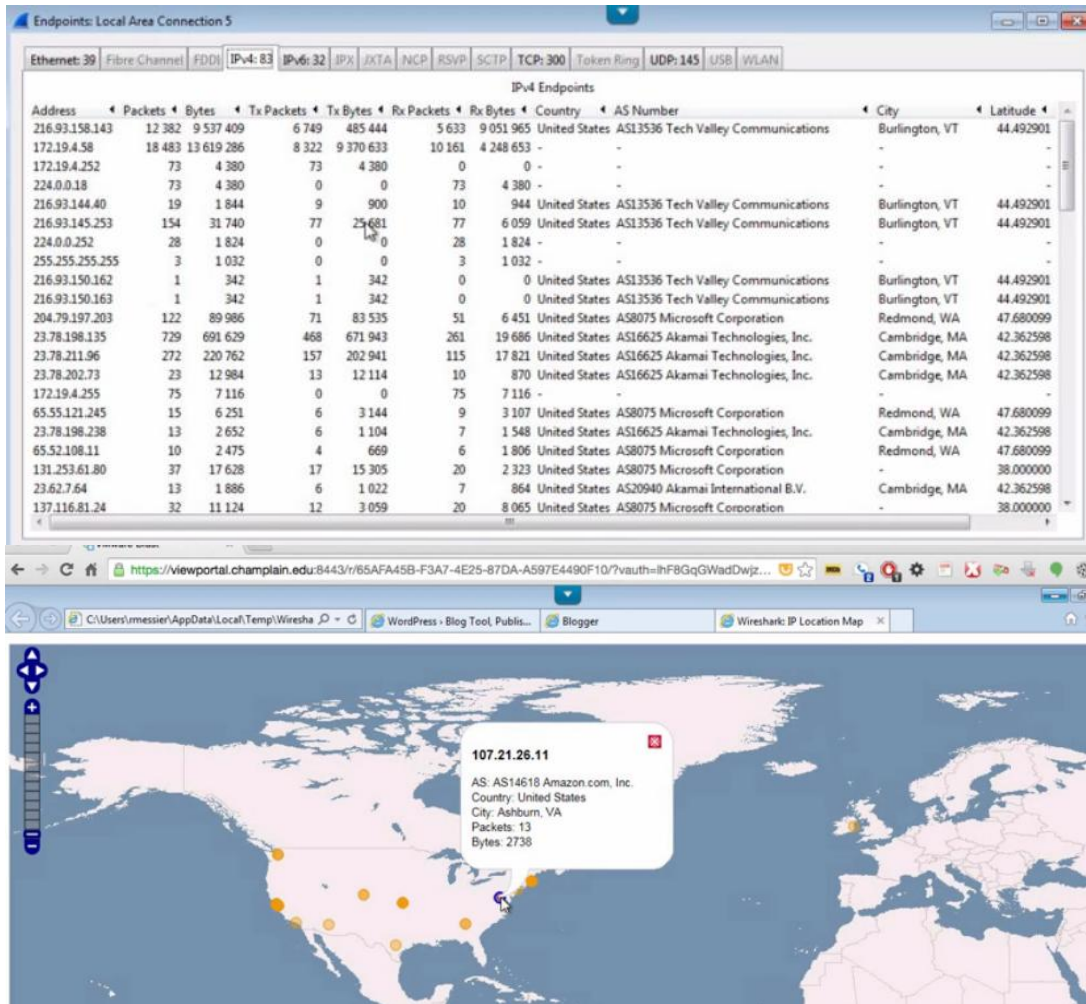 Endpoints: Local Area Connection 5
Ethernet: 39 Fibre Channel FDDI IPv4: 83 IPv6: 32 IPX JXTA NCP RSVP SCTP TCP: 300 Token Ring UDP: 145 USB WLAN
IPv4 Endpoints
Address Packets Bytes Tx Packets Tx Bytes Rx Packets Rx Bytes Country AS Number City Latitude
216.93.158.143 12 382 9 537 409 6 749 485 444 5 633 9 051 965 United States AS13536 Tech Valley Communications Burlington, VT 44.492901
172.19.4.58 18 483 13 619 286 8 322 9 370 633 10 161 4 248 653 - - - -
172.19.4.252 73 4 380 73 4 380 0 0 - - - -
224.0.0.18 73 4 380 0 0 73 4 380 - - - -
216.93.144.40 19 1 844 9 900 10 944 United States AS13536 Tech Valley Communications Burlington, VT 44.492901
216.93.145.253 154 31 740 77 25 681 77 6 059 United States AS13536 Tech Valley Communications Burlington, VT 44.492901
224.0.0.252 28 1 824 0 0 28 1 824 - - - -
255.255.255.255 3 1 032 0 0 3 1 032 - - - -
216.93.150.162 1 342 1 342 0 0 United States AS13536 Tech Valley Communications Burlington, VT 44.492901
216.93.150.163 1 342 1 342 0 0 United States AS13536 Tech Valley Communications Burlington, VT 44.492901
204.79.197.203 122 89 986 71 83 535 51 6 451 United States AS8075 Microsoft Corporation Redmond, WA 47.680099
23.78.198.135 729 691 629 468 671 943 261 19 686 United States AS16625 Akamai Technologies, Inc. Cambridge, MA 42.362598
23.78.211.96 272 220 762 157 202 941 115 17 821 United States AS16625 Akamai Technologies, Inc. Cambridge, MA 42.362598
23.78.202.73 23 12 984 13 12 114 10 870 United States AS16625 Akamai Technologies, Inc. Cambridge, MA 42.362598
172.19.4.255 75 7 116 0 0 75 7 116 - - - -
65.55.121.245 15 6 251 6 3 144 9 3 107 United States AS8075 Microsoft Corporation Redmond, WA 47.680099
23.78.198.238 13 2 652 6 1 104 7 1 548 United States AS16625 Akamai Technologies, Inc. Cambridge, MA 42.362598
65.52.108.11 10 2 475 4 669 6 1 806 United States AS8075 Microsoft Corporation Redmond, WA 47.680099
131.253.61.80 37 17 628 17 15 305 20 2 323 United States AS8075 Microsoft Corporation - 38.000000
23.62.7.64 13 1 886 6 1 022 7 864 United States AS20940 Akamai International B.V. Cambridge, MA 42.362598
137.116.81.24 32 11 124 12 3 059 20 8 065 United States AS8075 Microsoft Corporation - 38.000000
https://viewportal.champlain.edu:8443/r/65AFA45B-F3A7-4E25-87DA-A597E4490F10/?vauth=IhF8GqGWadDwjz...
C:\Users\rmessier\AppData\Local\Temp\Wiresha WordPress › Blog Tool, Publis... Blogger Wireshark: IP Location Map
107.21.26.11
AS: AS14618 Amazon.com, Inc.
Country: United States
City: Ashburn, VA
Packets: 13
Bytes: 2738